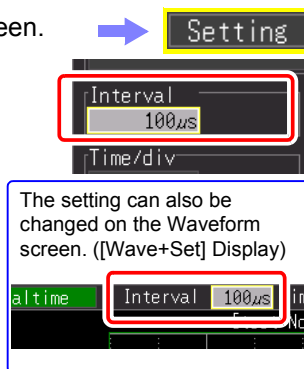 een.
Setting
Interval
100µs
Time/div
The setting can also be
changed on the Waveform
screen. ([Wave+Set] Display)
altime Interval 100µs